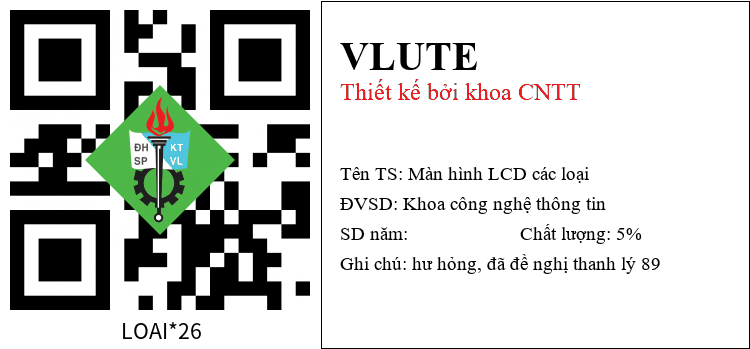 ĐH
KT
SP
VL
LOAI*26
VLUTE
Thiết kế bởi khoa CNTT
Tên TS: Màn hình LCD các loại
ĐVSD: Khoa công nghệ thông tin
SD năm: Chất lượng: 5%
Ghi chú: hư hỏng, đã đề nghị thanh lý 89